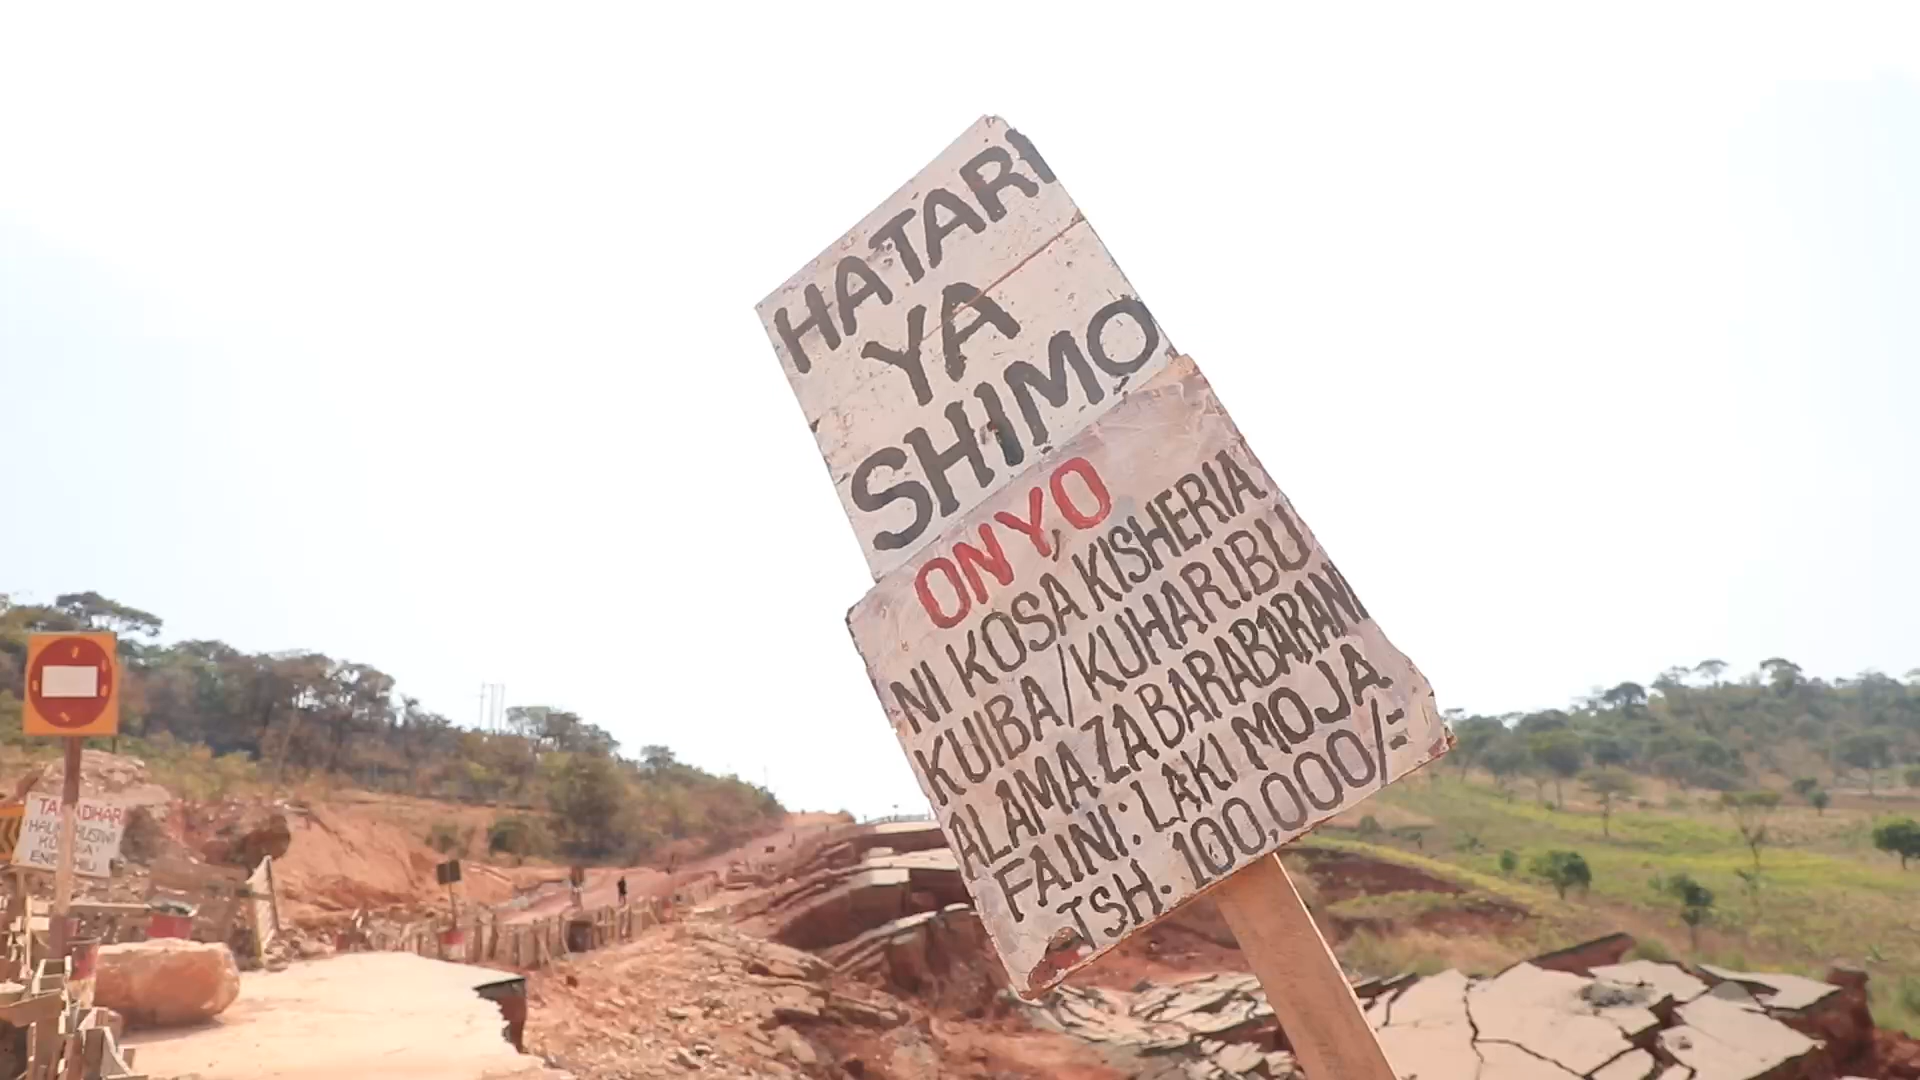 HATARI
YA
SHIMO
ONYO
NI KOSA KISHERIA
KUIBA/KUHARIBU
ALAMA ZA BARABARANI
FAINI: LAKI MOJA
TSH. 100,000/=